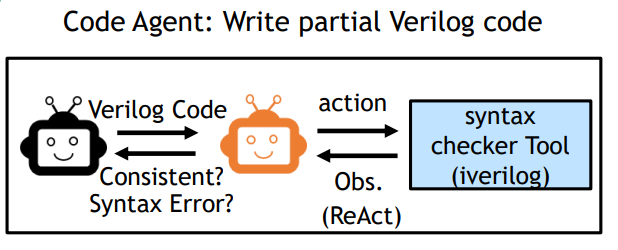 Code Agent: Write partial Verilog code
Verilog Code
Consistent?
Syntax Error?
action
Obs.
(ReAct)
syntax
checker Tool
(iverilog)